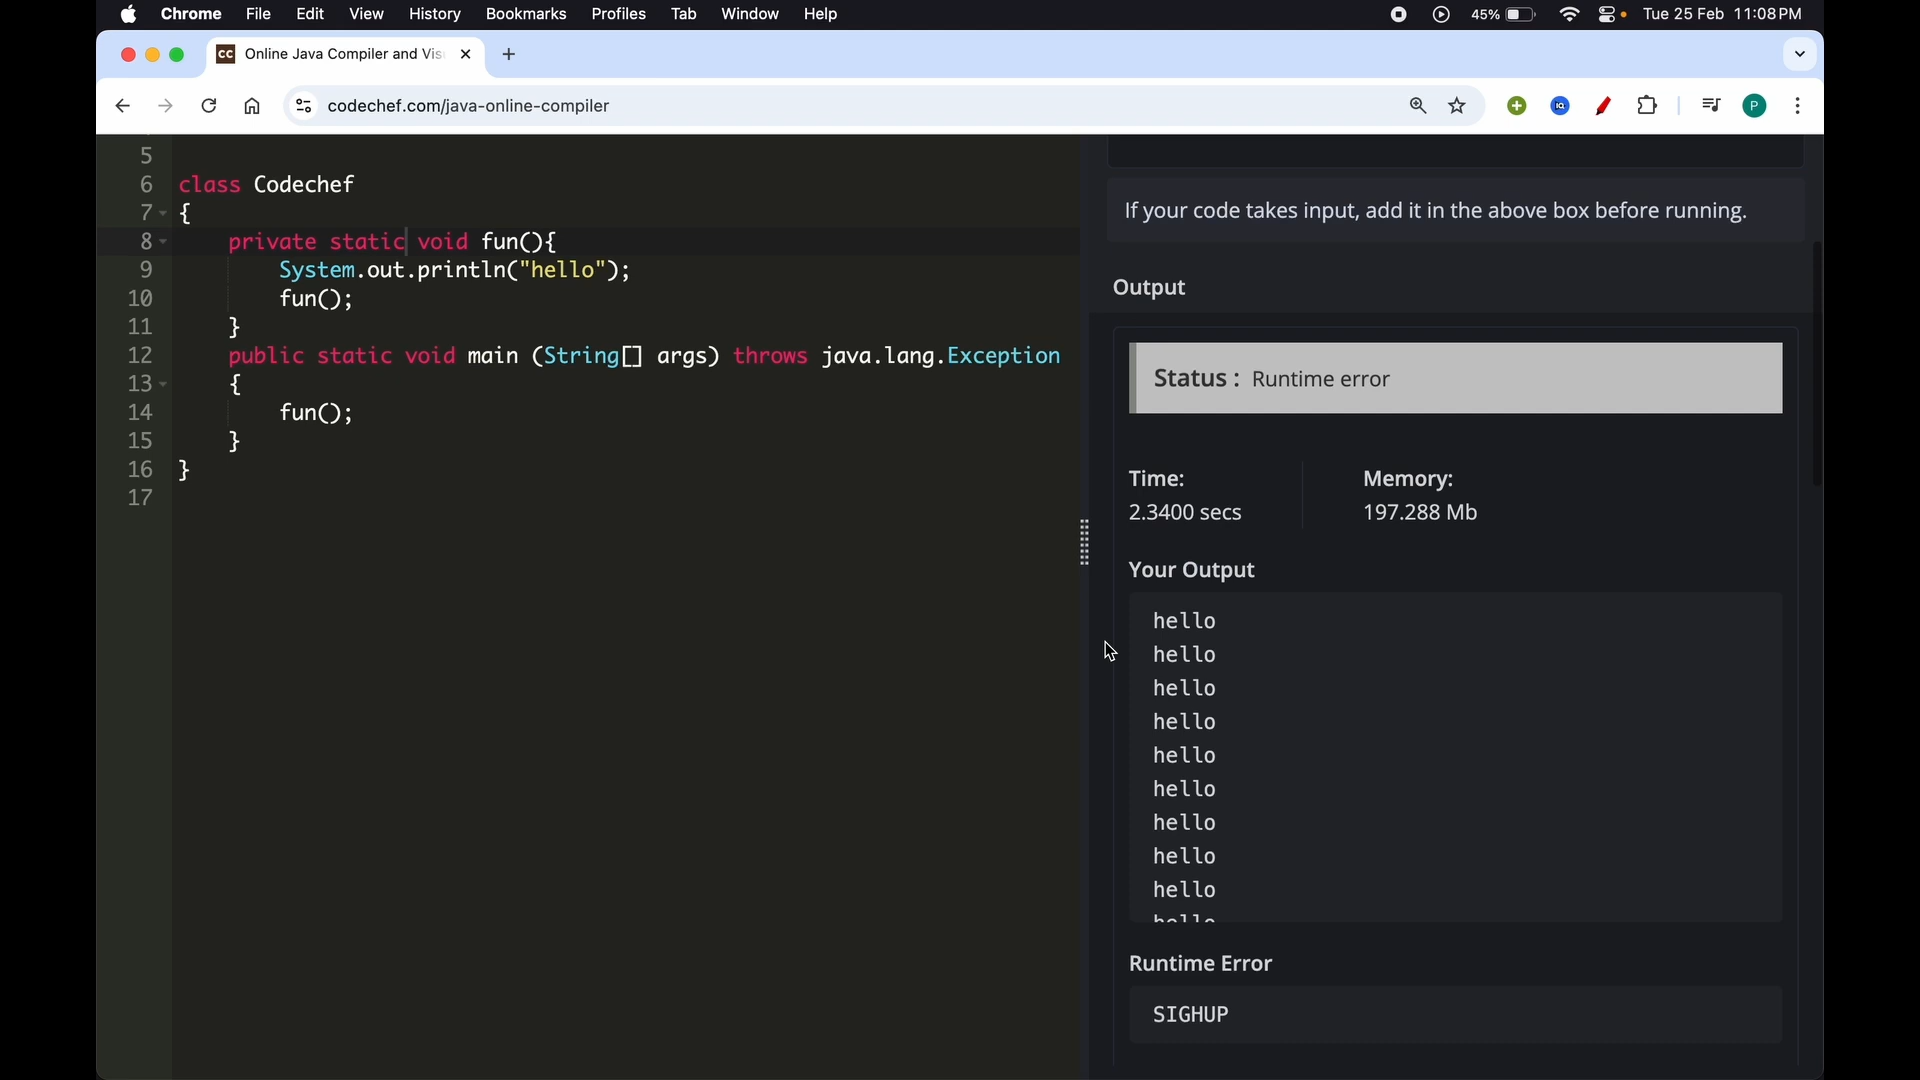 Chrome File Edit View History Bookmarks Profiles Tab Window Help 45% Tue 25 Feb 11:08 PM
CC Online Java Compiler and Vis
codechef.com/java-online-compiler IQ P
5
6 class Codechef
7 {
8 private static void fun(){
9 System.out.println("hello");
10 fun();
11 }
12 public static void main (String[] args) throws java.lang.Exception
13 {
14 fun();
15 }
16 }
17
If your code takes input, add it in the above box before running.
Output
Status : Runtime error
Time: Memory:
2.3400 secs 197.288 Mb
Your Output
hello
hello
hello
hello
hello
hello
hello
hello
hello
hello
Runtime Error
SIGHUP